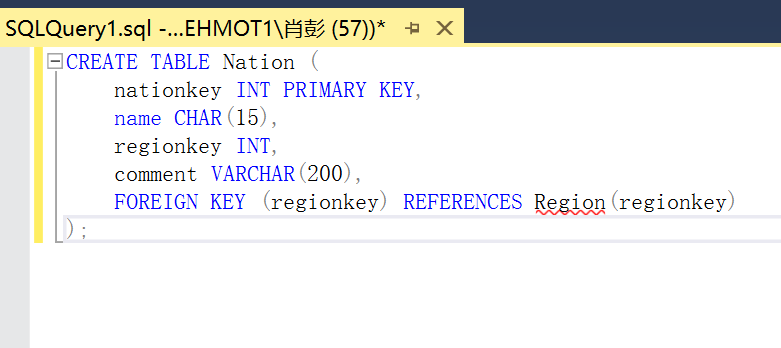 SQLQuery1.sql -...EHMOT1\肖彭 (57))*
CREATE TABLE Nation (
nationkey INT PRIMARY KEY,
name CHAR(15),
regionkey INT,
comment VARCHAR(200),
FOREIGN KEY (regionkey) REFERENCES Region(regionkey)
);